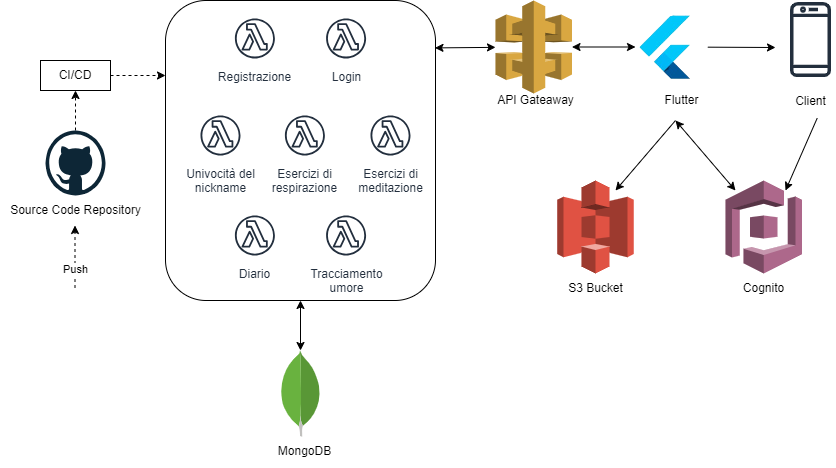 CI/CD
Source Code Repository
Push
Registrazione
Login
Univocità del
nickname
Esercizi di
respirazione
Esercizi di
meditazione
Diario
Tracciamento
umore
MongoDB
API Gateaway
Flutter
Client
S3 Bucket
Cognito